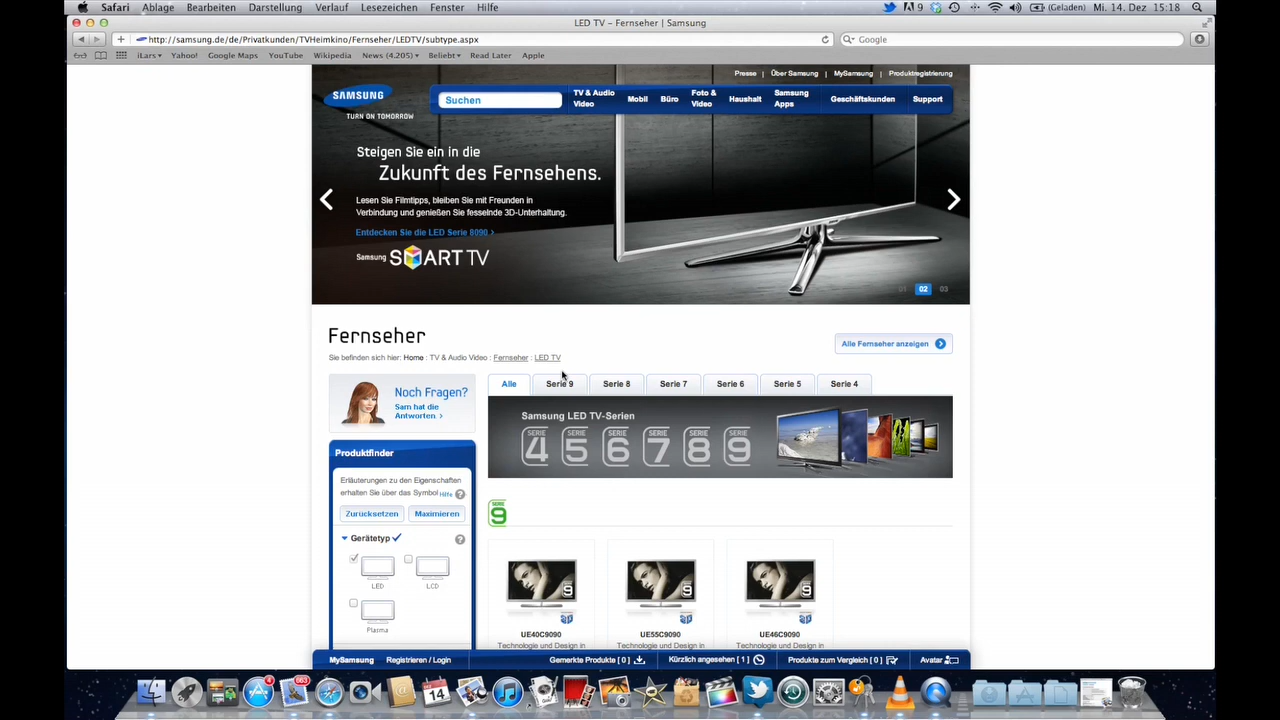 Safari Ablage Bearbeiten Darstellung Verlauf Lesezeichen Fenster Hilfe
9 (Geladen) Mi. 14. Dez 15:18
LED TV – Fernseher | Samsung
http://samsung.de/de/Privatkunden/TVHeimkino/Fernseher/LEDTV/subtype.aspx
Google
iLars Yahoo! Google Maps YouTube Wikipedia News (4.205) Beliebt Read Later Apple
Presse | Über Samsung | MySamsung | Produktregistrierung
SAMSUNG
TURN ON TOMORROW
Suchen
TV & Audio Video
Mobil
Büro
Foto & Video
Haushalt
Samsung Apps
Geschäftskunden
Support
Steigen Sie ein in die
Zukunft des Fernsehens.
Lesen Sie Filmtipps, bleiben Sie mit Freunden in
Verbindung und genießen Sie fesselnde 3D-Unterhaltung.
Entdecken Sie die LED Serie 8090 >
Samsung SMART TV
01 02 03
Fernseher
Sie befinden sich hier: Home : TV & Audio Video : Fernseher : LED TV
Alle Fernseher anzeigen
Noch Fragen?
Sam hat die
Antworten >
Alle Serie 9 Serie 8 Serie 7 Serie 6 Serie 5 Serie 4
Samsung LED TV-Serien
SERIE 4 SERIE 5 SERIE 6 SERIE 7 SERIE 8 SERIE 9
Produktfinder
Erläuterungen zu den Eigenschaften
erhalten Sie über das Symbol Hilfe ?
Zurücksetzen Maximieren
Gerätetyp ?
LED LCD
Plasma
SERIE 9
9 9 9
3D 3D 3D
UE40C9090 UE55C9090 UE46C9090
Technologie und Design in Technologie und Design in Technologie und Design in
MySamsung Registrieren / Login Gemerkte Produkte [ 0 ] Kürzlich angesehen [ 1 ] Produkte zum Vergleich [ 0 ] Avatar
4 663 14